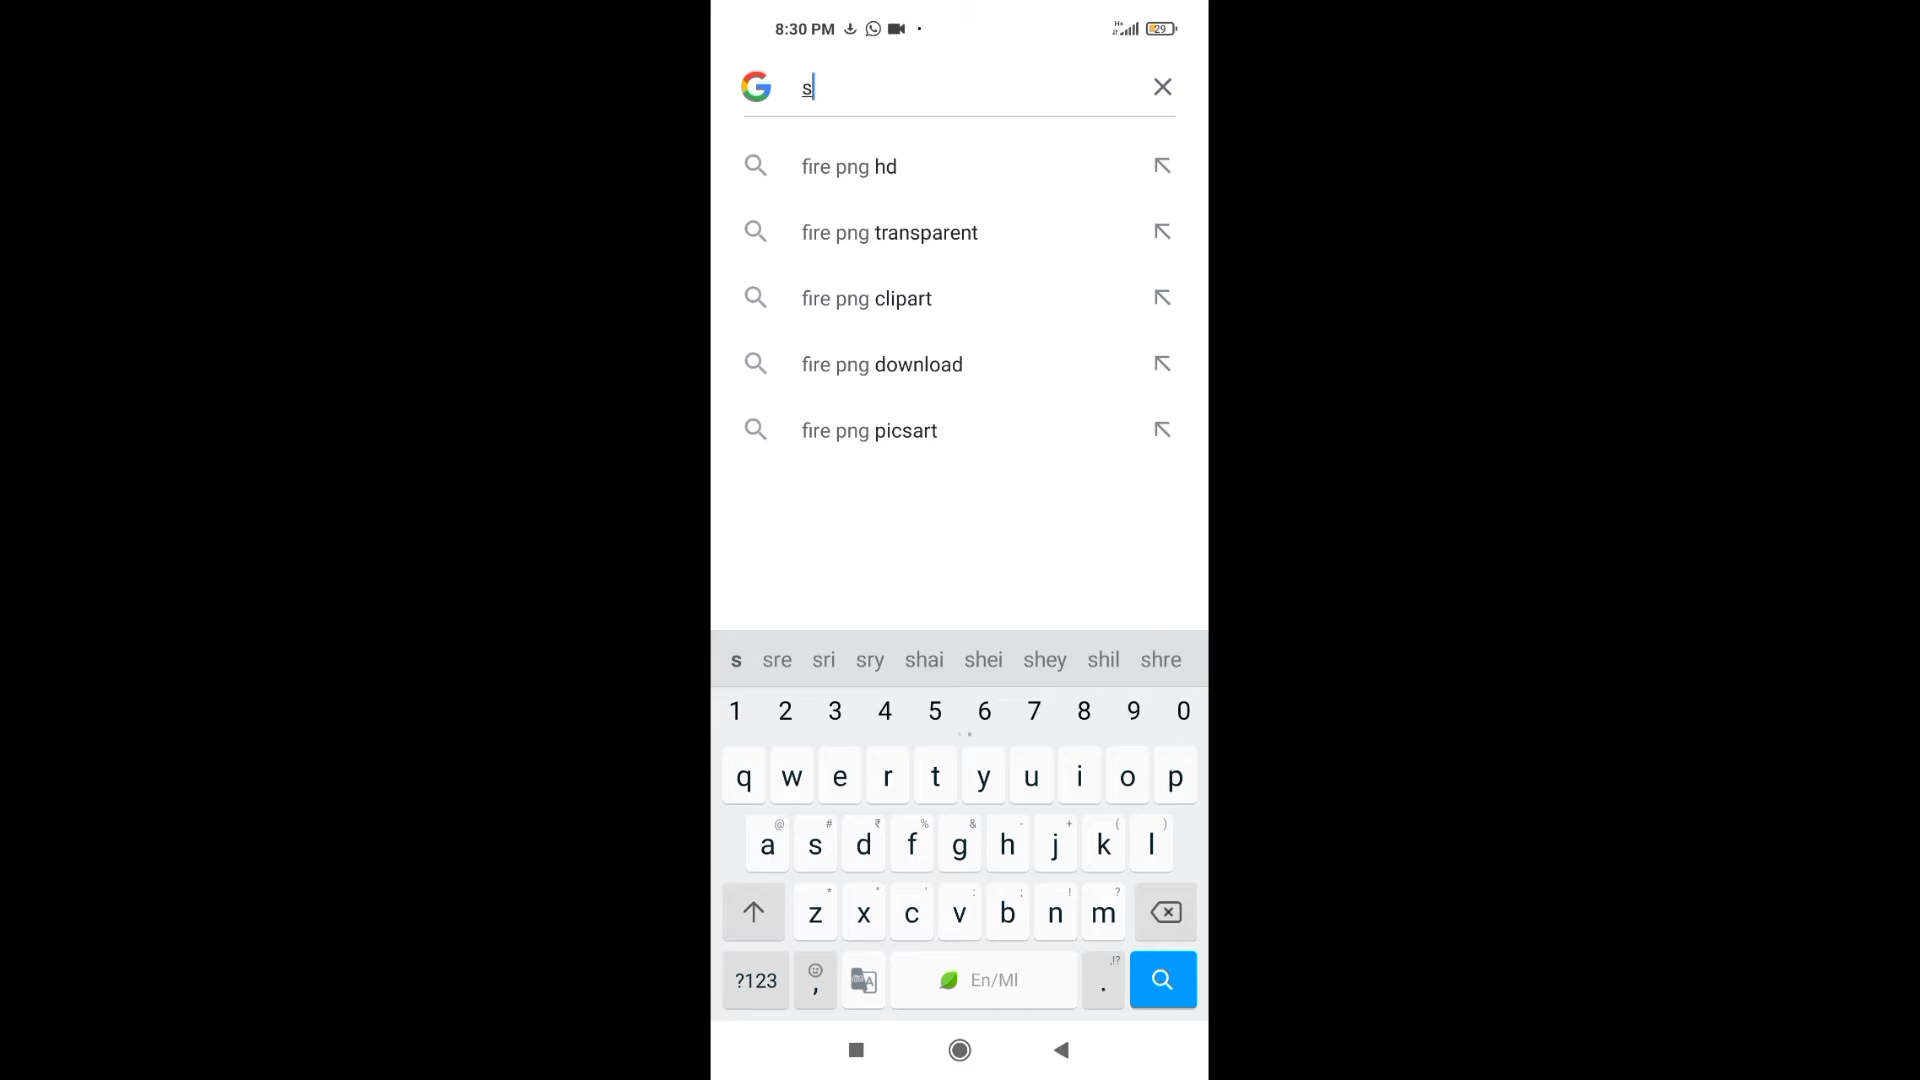 8:30 PM
H+
29
s
fire png hd
fire png transparent
fire png clipart
fire png download
fire png picsart
s sre sri sry shai shei shey shil shre
1 2 3 4 5 6 7 8 9 0
q w e r t y u i o p
@ # ₹ % & - + ( )
a s d f g h j k l
* " ' : ; ! ?
z x c v b n m
,!?
?123 , En/Ml .